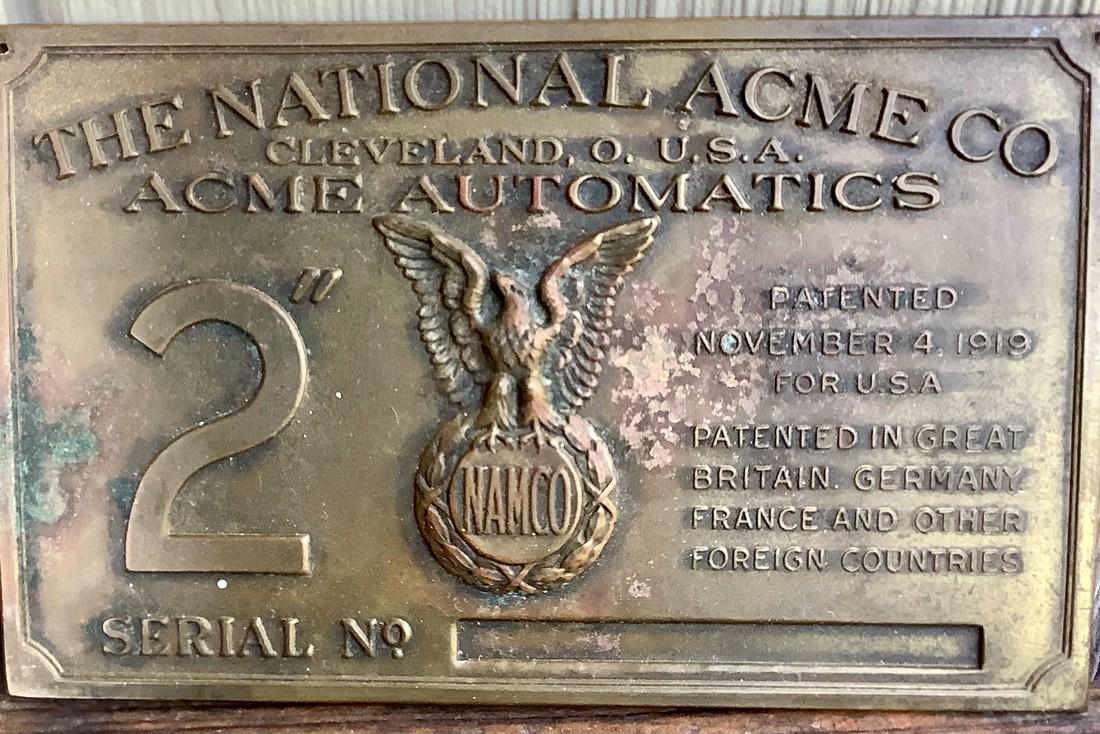 THE NATIONAL ACME CO
CLEVELAND, O. U.S.A.
ACME AUTOMATICS
2"
NAMCO
PATENTED
NOVEMBER 4, 1919
FOR U.S.A
PATENTED IN GREAT
BRITAIN. GERMANY
FRANCE AND OTHER
FOREIGN COUNTRIES
SERIAL NO